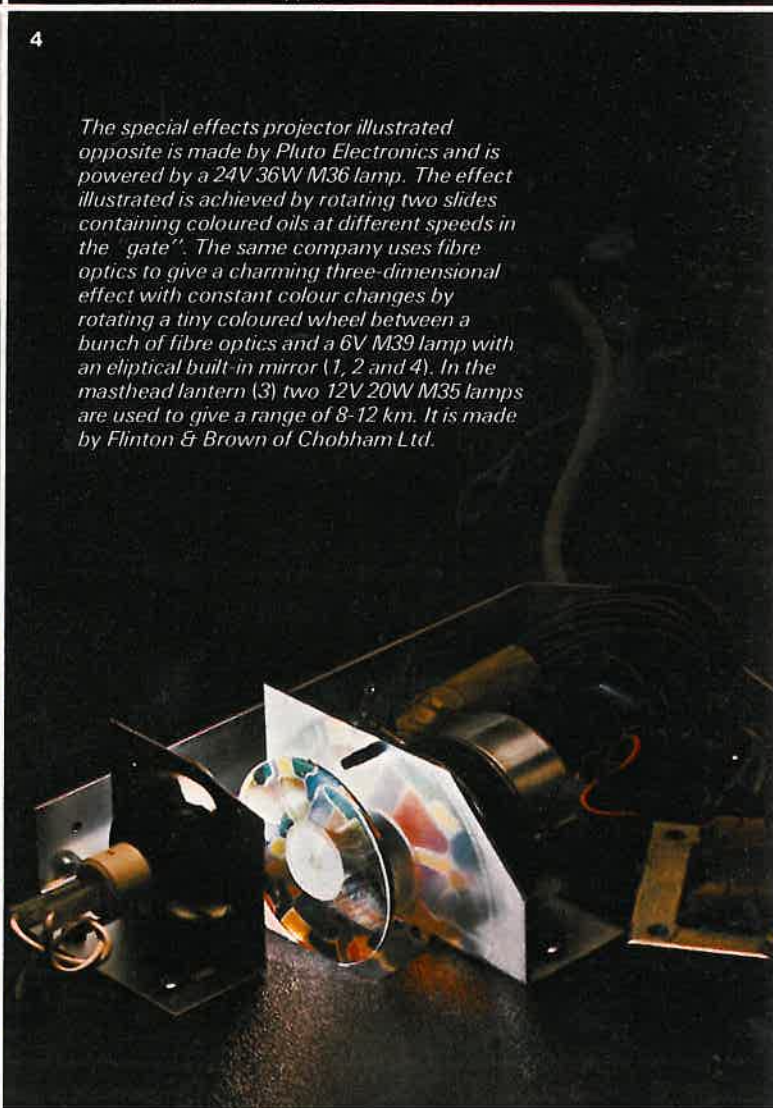 4
The special effects projector illustrated
opposite is made by Pluto Electronics and is
powered by a 24V 36W M36 lamp. The effect
illustrated is achieved by rotating two slides
containing coloured oils at different speeds in
the "gate". The same company uses fibre
optics to give a charming three-dimensional
effect with constant colour changes by
rotating a tiny coloured wheel between a
bunch of fibre optics and a 6V M39 lamp with
an eliptical built-in mirror (1, 2 and 4). In the
masthead lantern (3) two 12V 20W M35 lamps
are used to give a range of 8-12 km. It is made
by Flinton & Brown of Chobham Ltd.